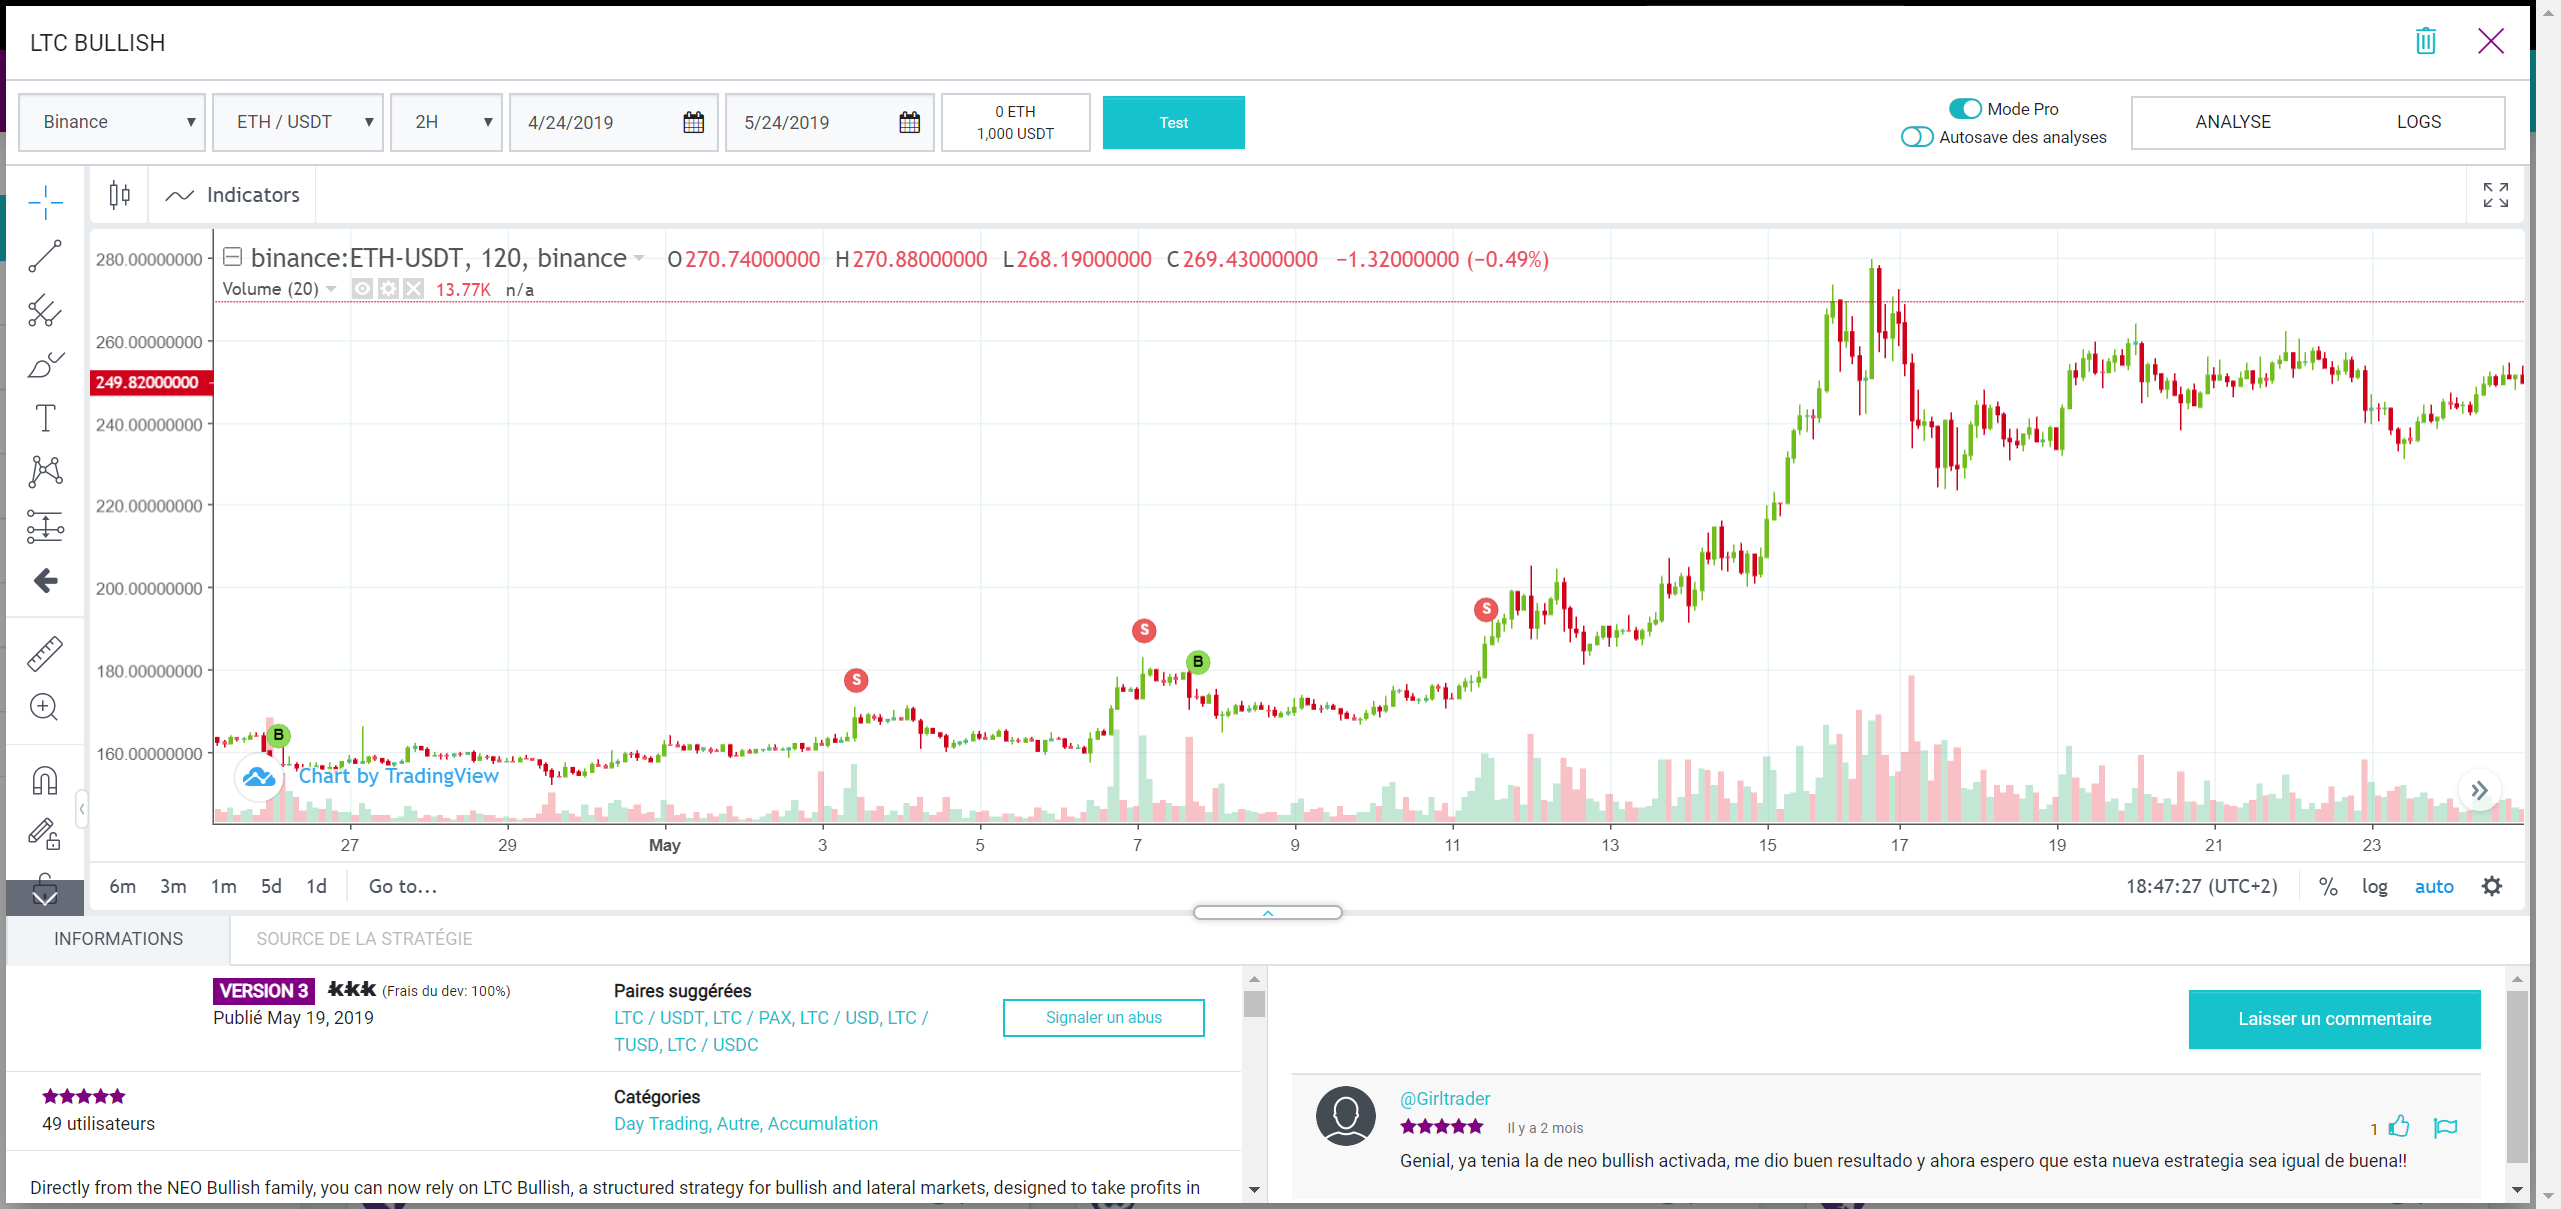 LTC BULLISH
Binance
ETH / USDT
2H
4/24/2019
5/24/2019
0 ETH
1,000 USDT
Test
Mode Pro
Autosave des analyses
ANALYSE
LOGS
Indicators
binance:ETH-USDT, 120, binance
O270.74000000 H270.88000000 L268.19000000 C269.43000000 −1.32000000 (−0.49%)
Volume (20)
13.77K n/a
280.00000000
260.00000000
249.82000000
240.00000000
220.00000000
200.00000000
180.00000000
160.00000000
B
S
S
B
S
Chart by TradingView
27 29 May 3 5 7 9 11 13 15 17 19 21 23
6m 3m 1m 5d 1d Go to...
18:47:27 (UTC+2) % log auto
INFORMATIONS
SOURCE DE LA STRATÉGIE
VERSION 3
(Frais du dev: 100%)
Publié May 19, 2019
Paires suggérées
LTC / USDT, LTC / PAX, LTC / USD, LTC /
TUSD, LTC / USDC
Signaler un abus
49 utilisateurs
Catégories
Day Trading, Autre, Accumulation
Directly from the NEO Bullish family, you can now rely on LTC Bullish, a structured strategy for bullish and lateral markets, designed to take profits in
Laisser un commentaire
@Girltrader
Il y a 2 mois
1
Genial, ya tenia la de neo bullish activada, me dio buen resultado y ahora espero que esta nueva estrategia sea igual de buena!!